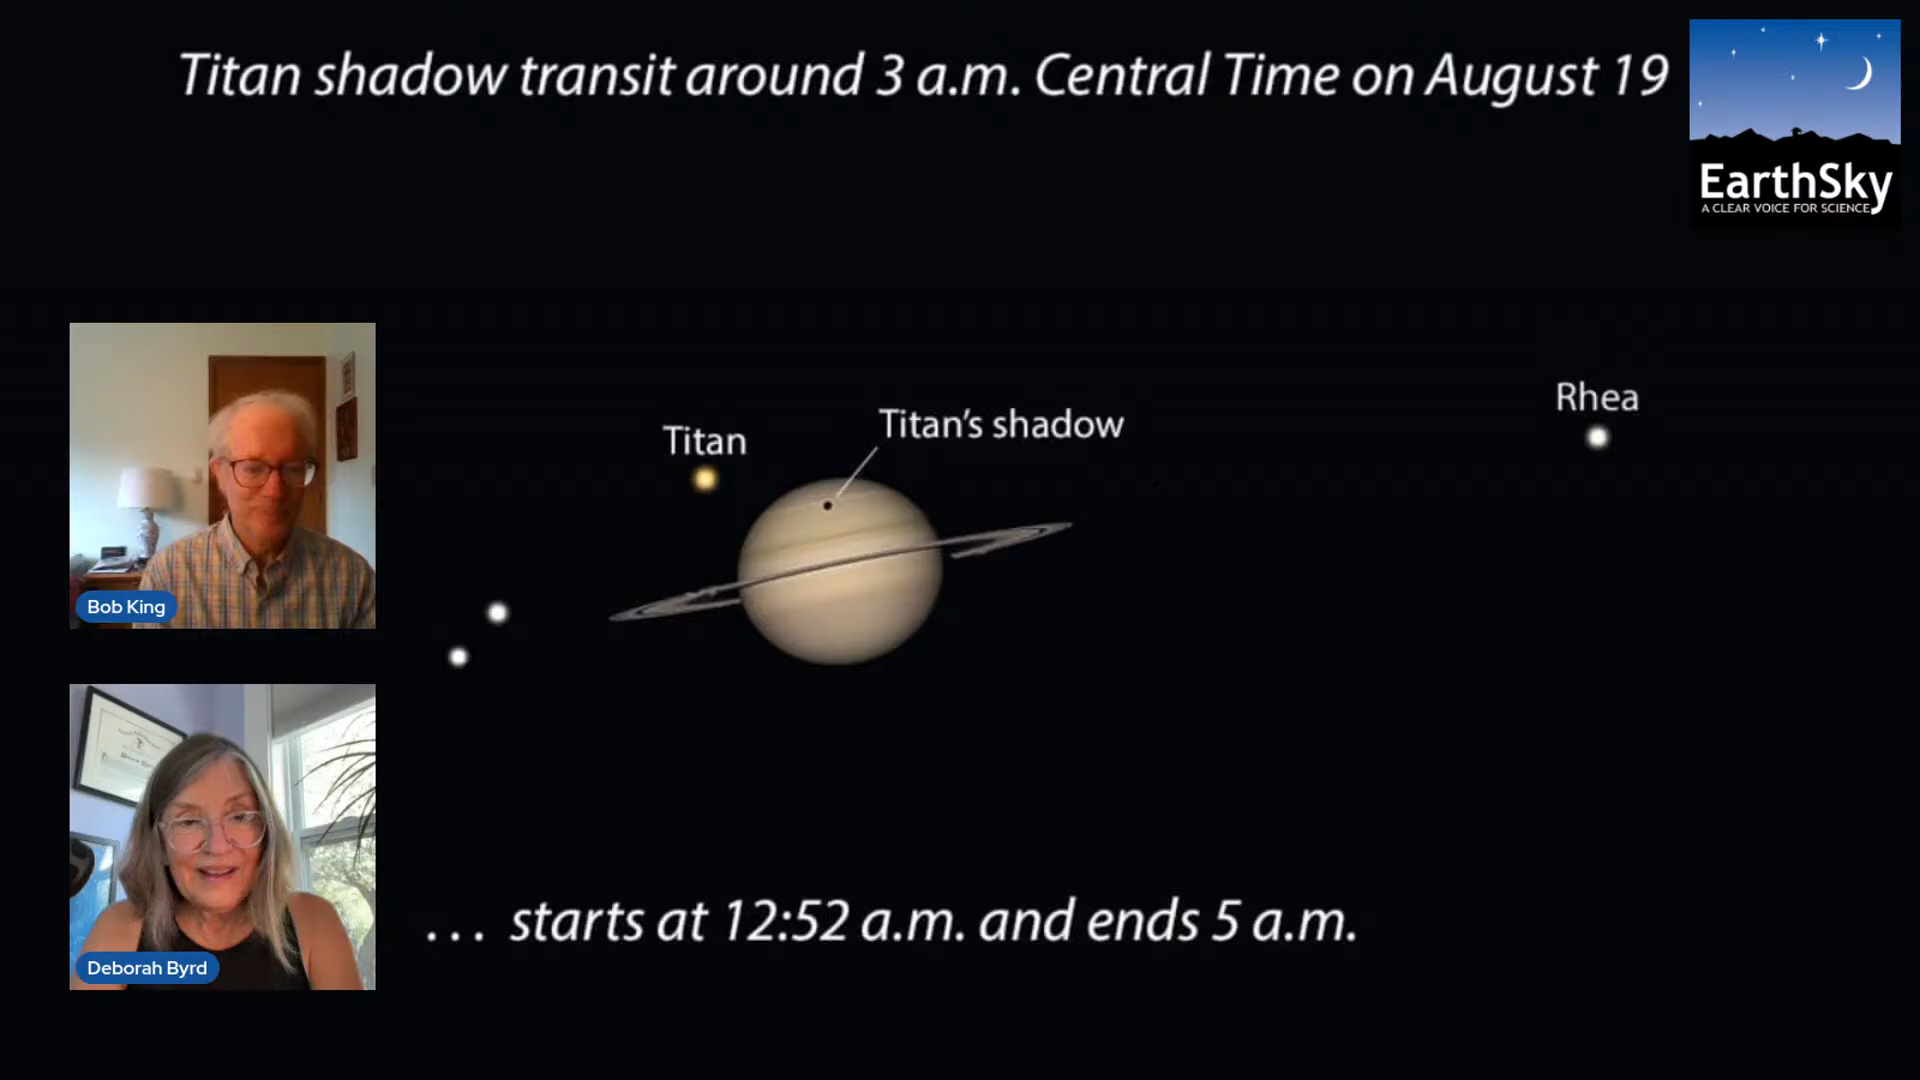 Titan shadow transit around 3 a.m. Central Time on August 19
EarthSky
A CLEAR VOICE FOR SCIENCE
Rhea
Titan's shadow
Titan
Bob King
Deborah Byrd
... starts at 12:52 a.m. and ends 5 a.m.